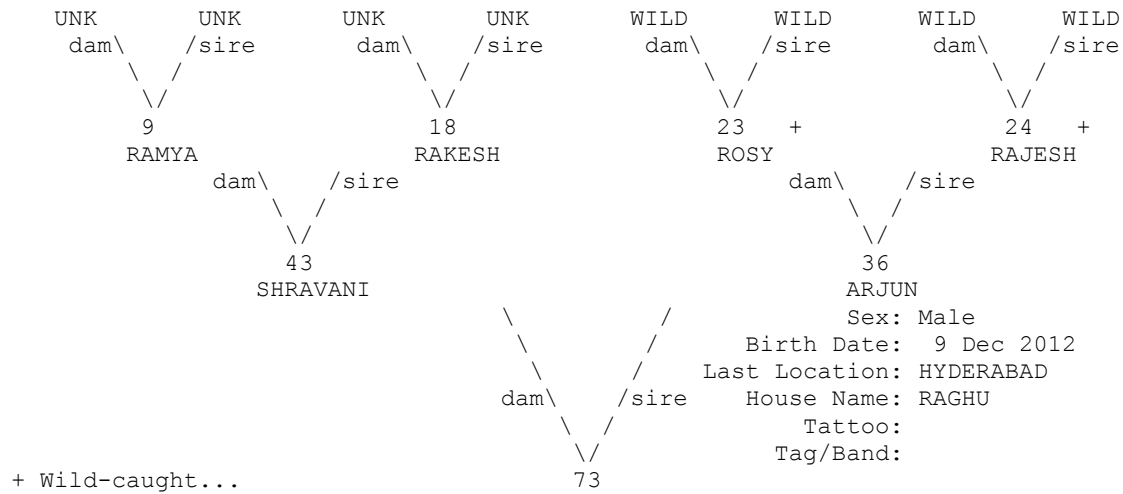 UNK UNK UNK UNK WILD WILD WILD WILD
dam\ /sire dam\ /sire dam\ /sire dam\ /sire
\ / \ / \ / \ /
\/ \/ \/ \/
9 18 23 + 24 +
RAMYA RAKESH ROSY RAJESH
dam\ /sire dam\ /sire
\ / \ /
\/ \/
43 36
SHRAVANI ARJUN
\ / Sex: Male
\ / Birth Date: 9 Dec 2012
\ / Last Location: HYDERABAD
dam\ /sire House Name: RAGHU
\ / Tattoo:
\/ Tag/Band:
+ Wild-caught... 73